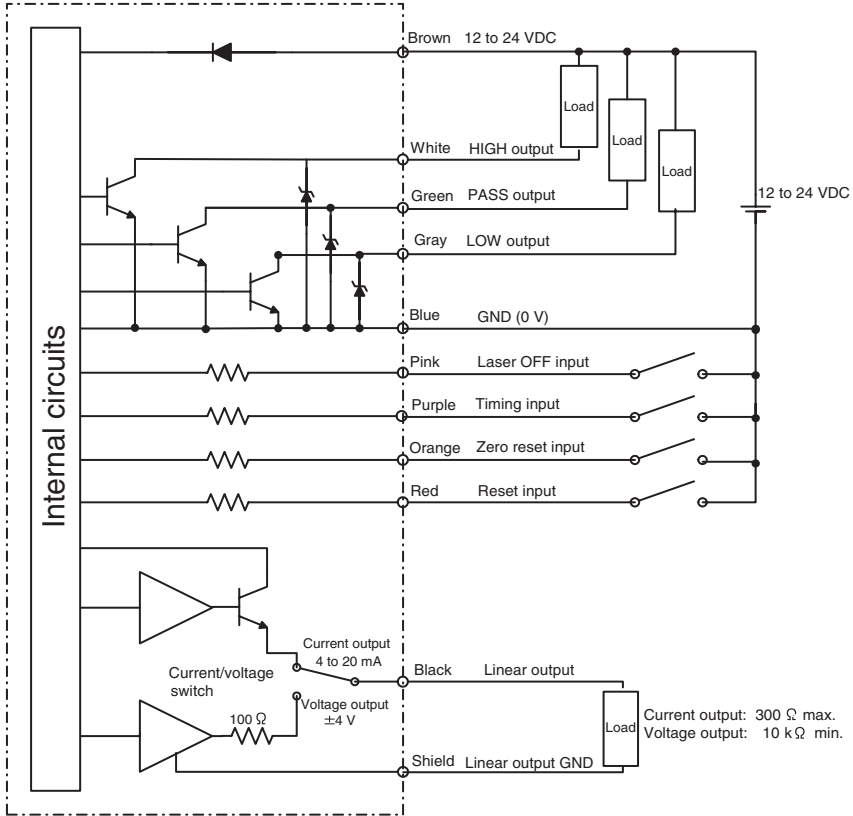 Brown 12 to 24 VDC
Load
White HIGH output
Load
Green PASS output
Load
12 to 24 VDC
Gray LOW output
Blue GND (0 V)
Internal circuits
Pink Laser OFF input
Purple Timing input
Orange Zero reset input
Red Reset input
Current output
4 to 20 mA
Current/voltage
switch
Black Linear output
Voltage output
±4 V
100 Ω
Load
Current output: 300 Ω max.
Voltage output: 10 kΩ min.
Shield Linear output GND